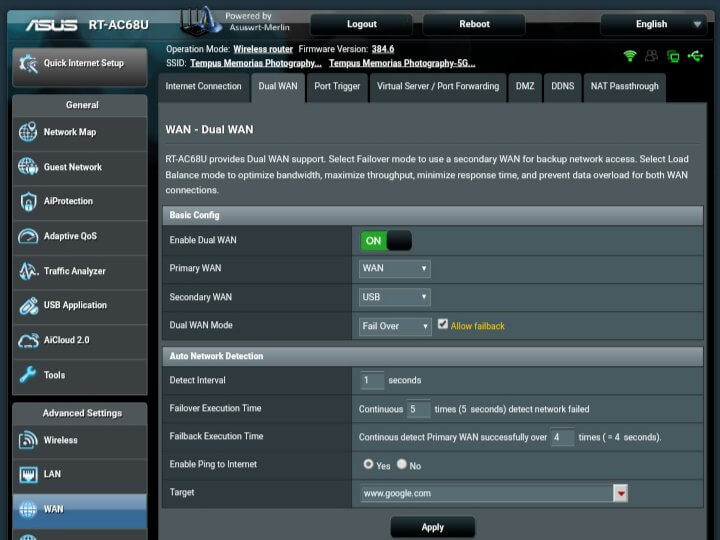 ASUS RT-AC68U
Powered by
Asuswrt-Merlin
Logout
Reboot
English
Quick Internet Setup
General
Network Map
Guest Network
AiProtection
Adaptive QoS
Traffic Analyzer
USB Application
AiCloud 2.0
Tools
Advanced Settings
Wireless
LAN
WAN
Operation Mode: Wireless router Firmware Version: 384.6
SSID: Tempus Memorias Photography... Tempus Memorias Photography-5G...
Internet Connection
Dual WAN
Port Trigger
Virtual Server / Port Forwarding
DMZ
DDNS
NAT Passthrough
WAN - Dual WAN
RT-AC68U provides Dual WAN support. Select Failover mode to use a secondary WAN for backup network access. Select Load
Balance mode to optimize bandwidth, maximize throughput, minimize response time, and prevent data overload for both WAN
connections.
Basic Config
Enable Dual WAN ON
Primary WAN WAN
Secondary WAN USB
Dual WAN Mode Fail Over Allow failback
Auto Network Detection
Detect Interval 1 seconds
Failover Execution Time Continuous 5 times (5 seconds) detect network failed
Failback Execution Time Continous detect Primary WAN successfully over 4 times ( = 4 seconds).
Enable Ping to Internet Yes No
Target www.google.com
Apply